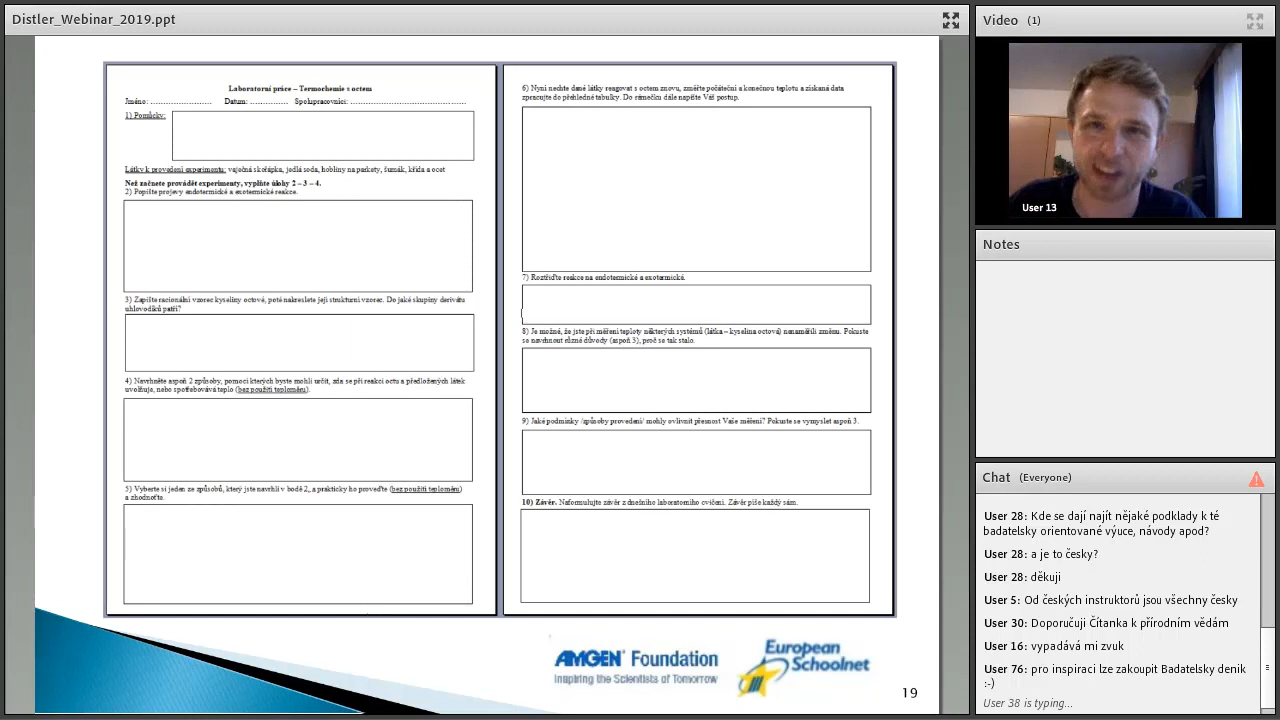 Distler_Webinar_2019.ppt
Laboratorní práce – Termochemie s octem
Jméno: ........................ Datum: ............... Spolupracovníci: ..............................................
1) Pomůcky:
Látky k provedení experimentu: vaječná skořápka, jedlá soda, hobliny na parkety, šumák, křída a ocet
Než začnete provádět experimenty, vyplňte úlohy 2 – 3 – 4.
2) Popište projevy endotermické a exotermické reakce.
3) Zapište racionální vzorec kyseliny octové, poté nakreslete její strukturní vzorec. Do jaké skupiny derivátu
uhlovodíků patří?
4) Navrhněte aspoň 2 způsoby, pomocí kterých byste mohli určit, zda se při reakci octu a předložených látek
uvolňuje, nebo spotřebovává teplo (bez použití teploměru).
5) Vyberte si jeden ze způsobů, který jste navrhli v bodě 2, a prakticky ho proveďte (bez použití teploměru)
a zhodnoťte.
6) Nyní nechte dané látky reagovat s octem znovu, změřte počáteční a konečnou teplotu a získaná data
zpracujte do přehledné tabulky. Do rámečku dále napište Váš postup.
7) Roztřiďte reakce na endotermické a exotermické.
8) Je možné, že jste při měření teploty některých systémů (látka – kyselina octová) nenaměřili změnu. Pokuste
se navrhnout různé důvody (aspoň 3), proč se tak stalo.
9) Jaké podmínky /způsoby provedení/ mohly ovlivnit přesnost Vaše měření? Pokuste se vymyslet aspoň 3.
10) Závěr. Naformulujte závěr z dnešního laboratorního cvičení. Závěr píše každý sám.
AMGEN Foundation
Inspiring the Scientists of Tomorrow
European
Schoolnet
19
Video (1)
User 13
Notes
Chat (Everyone)
User 28: Kde se dají najít nějaké podklady k té
badatelsky orientované výuce, návody apod?
User 28: a je to česky?
User 28: děkuji
User 5: Od českých instruktorů jsou všechny česky
User 30: Doporučuji Čítanka k přírodním vědám
User 16: vypadává mi zvuk
User 76: pro inspiraci lze zakoupit Badatelsky deník
:-)
User 38 is typing...